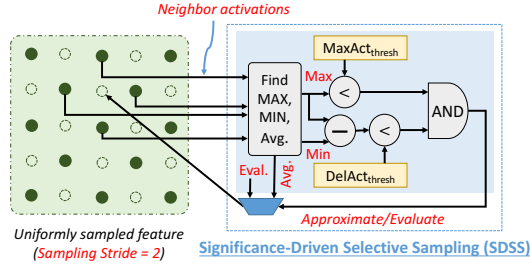 Neighbor activations
MaxAct_thresh
Find
MAX,
MIN,
Avg.
Max
<
AND
−
<
Min
Eval.
Avg.
DelAct_thresh
Approximate/Evaluate
Uniformly sampled feature
(Sampling Stride = 2)
Significance-Driven Selective Sampling (SDSS)